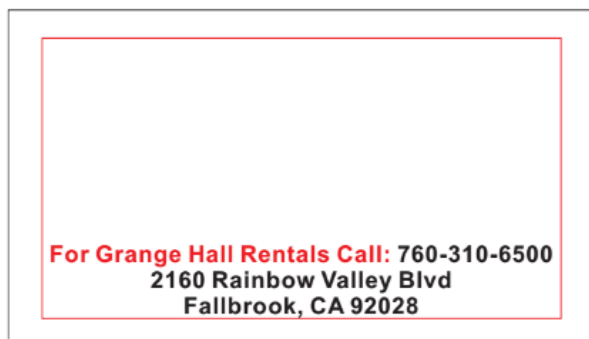 For Grange Hall Rentals Call: 760-310-6500
2160 Rainbow Valley Blvd
Fallbrook, CA 92028